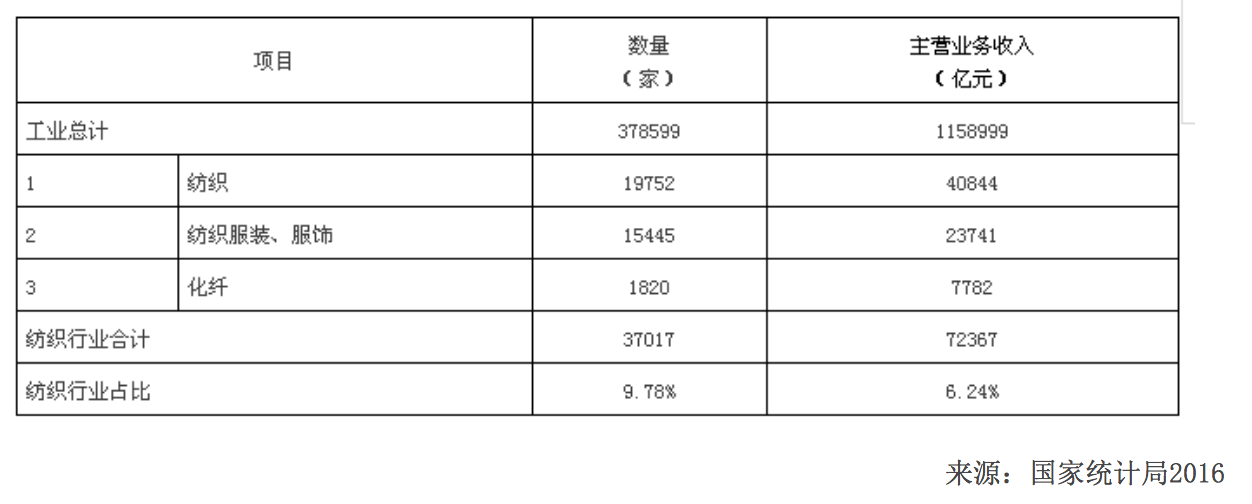 项目 数量 主营业务收入
（家） （亿元）
工业总计 378599 1158999
1 纺织 19752 40844
2 纺织服装、服饰 15445 23741
3 化纤 1820 7782
纺织行业合计 37017 72367
纺织行业占比 9.78% 6.24%
来源：国家统计局2016